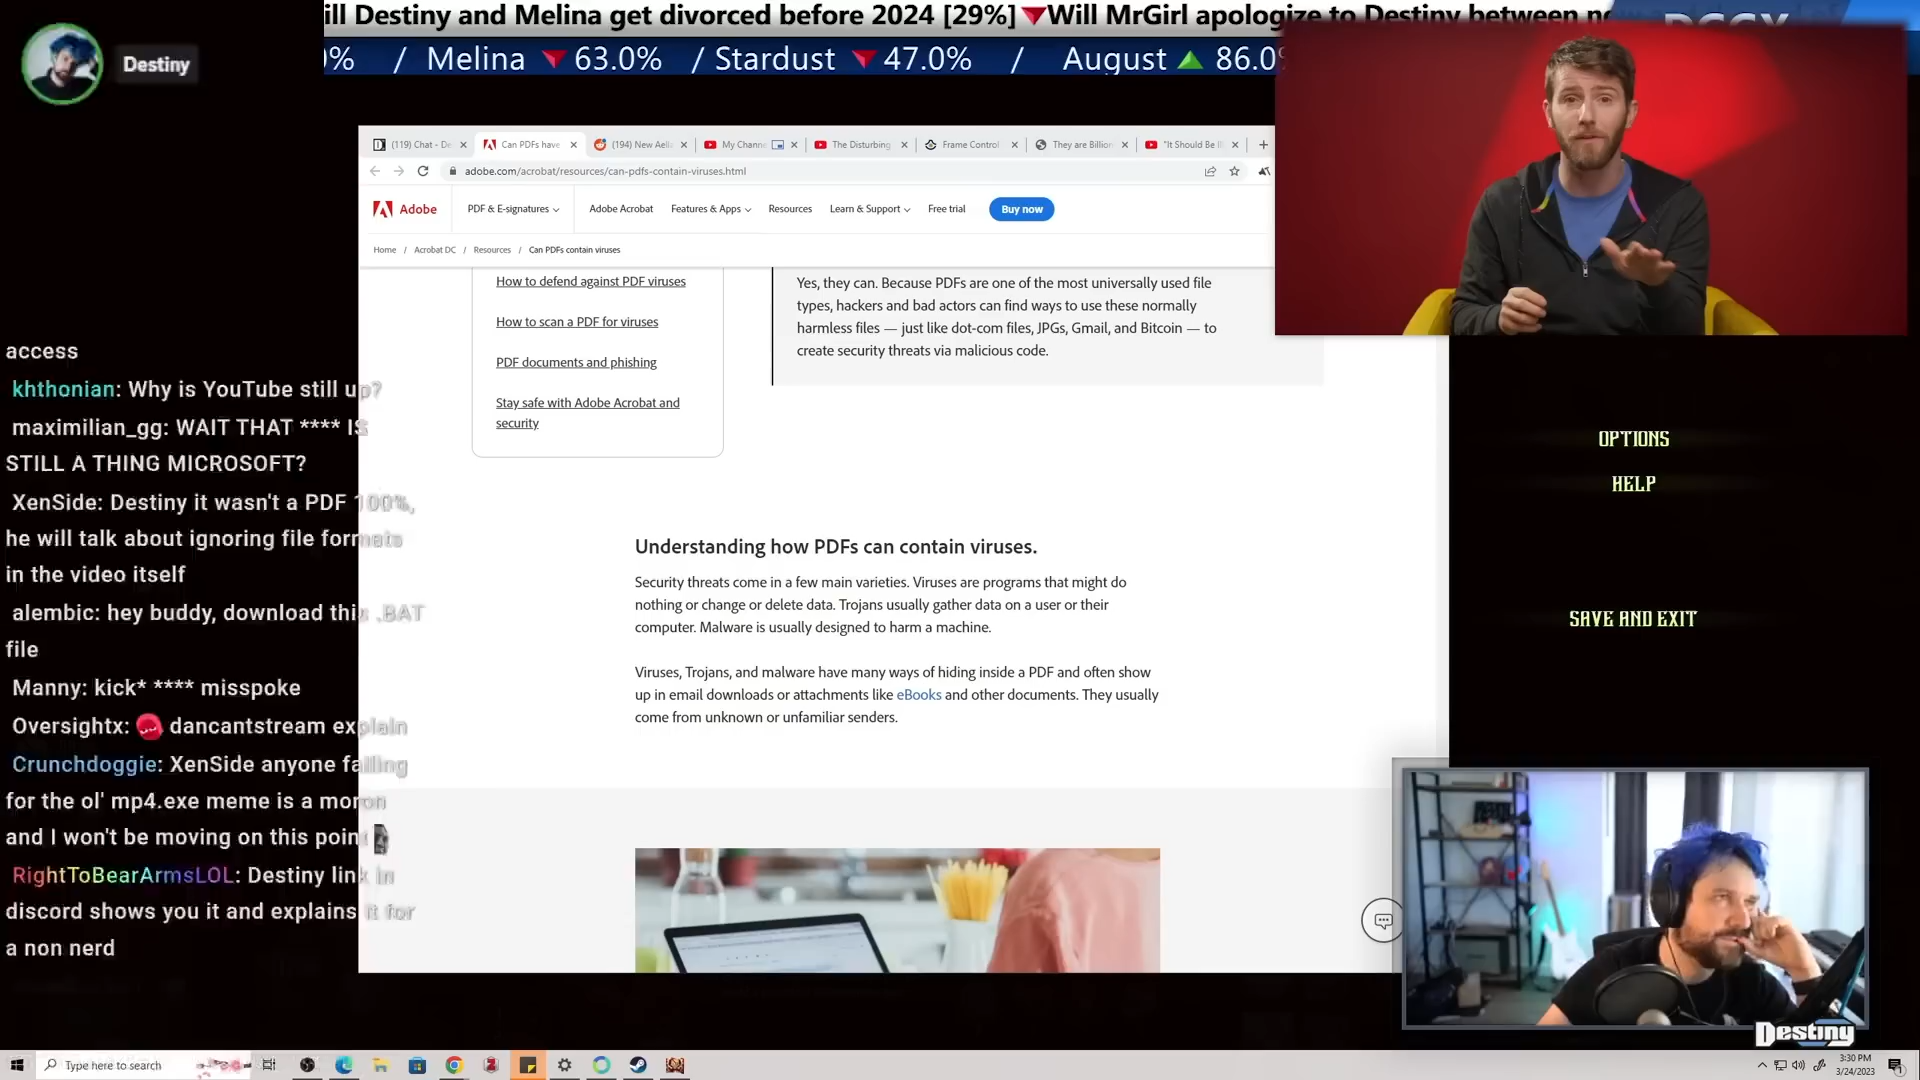 ill Destiny and Melina get divorced before 2024 [29%] Will MrGirl apologize to Destiny between
Destiny
% / Melina 63.0% / Stardust 47.0% / August 86.0
(119) Chat - De
Can PDFs have
(194) New Aell
My Chann
The Disturbing
Frame Control
They are Billion
"It Should Be Il
adobe.com/acrobat/resources/can-pdfs-contain-viruses.html
Adobe
PDF & E-signatures
Adobe Acrobat
Features & Apps
Resources
Learn & Support
Free trial
Buy now
Home / Acrobat DC / Resources / Can PDFs contain viruses
How to defend against PDF viruses
How to scan a PDF for viruses
PDF documents and phishing
Stay safe with Adobe Acrobat and
security
Yes, they can. Because PDFs are one of the most universally used file
types, hackers and bad actors can find ways to use these normally
harmless files — just like dot-com files, JPGs, Gmail, and Bitcoin — to
create security threats via malicious code.
Understanding how PDFs can contain viruses.
Security threats come in a few main varieties. Viruses are programs that might do
nothing or change or delete data. Trojans usually gather data on a user or their
computer. Malware is usually designed to harm a machine.
Viruses, Trojans, and malware have many ways of hiding inside a PDF and often show
up in email downloads or attachments like eBooks and other documents. They usually
come from unknown or unfamiliar senders.
access
khthonian: Why is YouTube still up?
maximilian_gg: WAIT THAT **** IS
STILL A THING MICROSOFT?
XenSide: Destiny it wasn't a PDF 100%,
he will talk about ignoring file formats
in the video itself
alembic: hey buddy, download this .BAT
file
Manny: kick* **** misspoke
Oversightx: dancantstream explain
Crunchdoggie: XenSide anyone falling
for the ol' mp4.exe meme is a moron
and I won't be moving on this point
RightToBearArmsLOL: Destiny link in
discord shows you it and explains it for
a non nerd
OPTIONS
HELP
SAVE AND EXIT
Destiny
Type here to search
3:30 PM
3/24/2023